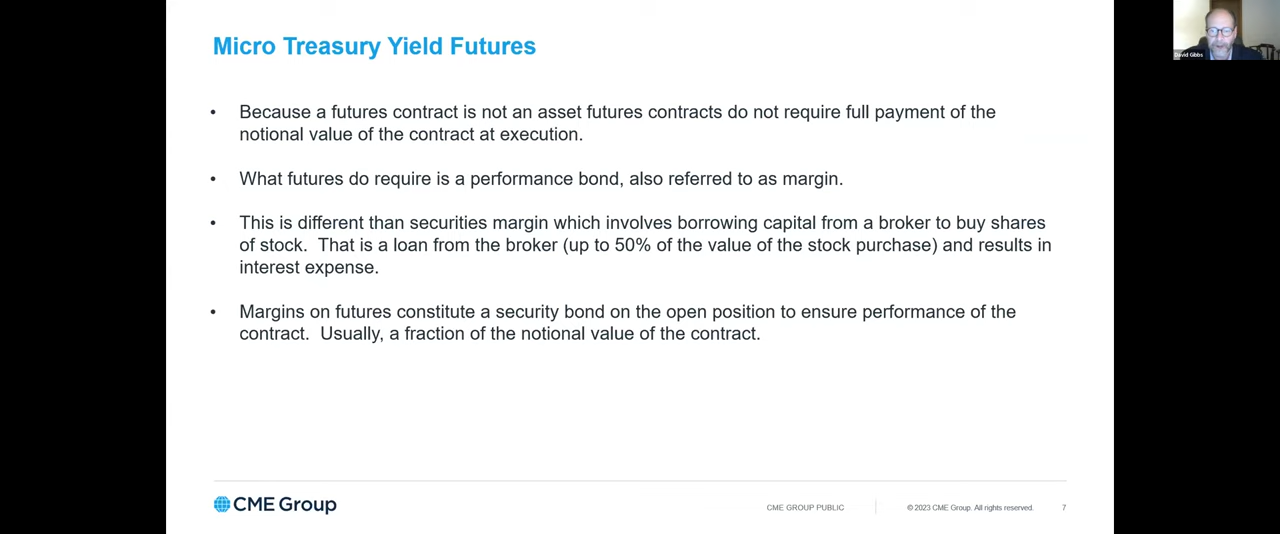 Micro Treasury Yield Futures
• Because a futures contract is not an asset futures contracts do not require full payment of the
notional value of the contract at execution.
• What futures do require is a performance bond, also referred to as margin.
• This is different than securities margin which involves borrowing capital from a broker to buy shares
of stock.  That is a loan from the broker (up to 50% of the value of the stock purchase) and results in
interest expense.
• Margins on futures constitute a security bond on the open position to ensure performance of the
contract.  Usually, a fraction of the notional value of the contract.
CME Group
CME GROUP PUBLIC
© 2023 CME Group. All rights reserved.
7
David Gibbs